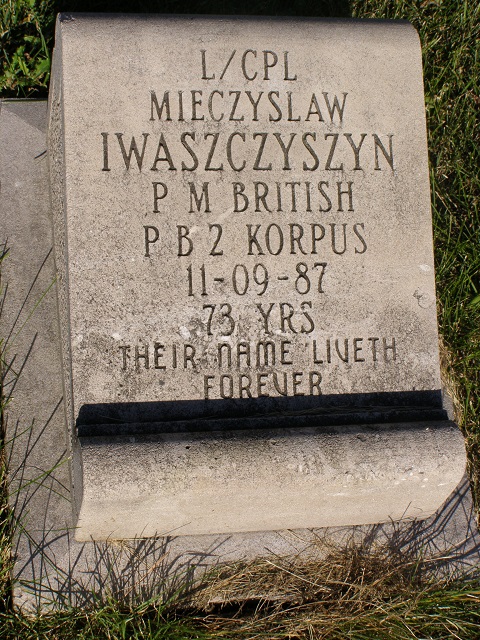 L/CPL
MIECZYSLAW
IWASZCZYSZYN
P M BRITISH
P B 2 KORPUS
11-09-87
73 YRS
THEIR NAME LIVETH
FOREVER